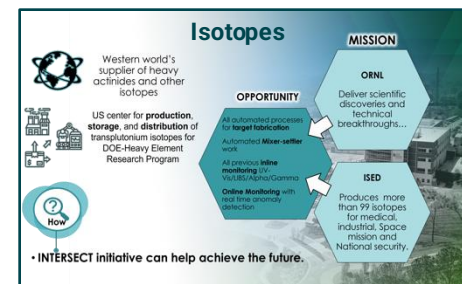 Isotopes
Western world's
supplier of heavy
actinides and other
isotopes
US center for production,
storage, and distribution of
transplutonium isotopes for
DOE-Heavy Element
Research Program
How
• INTERSECT initiative can help achieve the future.
OPPORTUNITY
All automated processes
for target fabrication
Automated Mixer-settler
work
All previous inline
monitoring UV-
Vis/LIBS/Alpha/Gamma
Online Monitoring with
real time anomaly
detection
MISSION
ORNL
Deliver scientific
discoveries and
technical
breakthroughs...
ISED
Produces more
than 99 isotopes
for medical,
industrial, Space
mission and
National security.